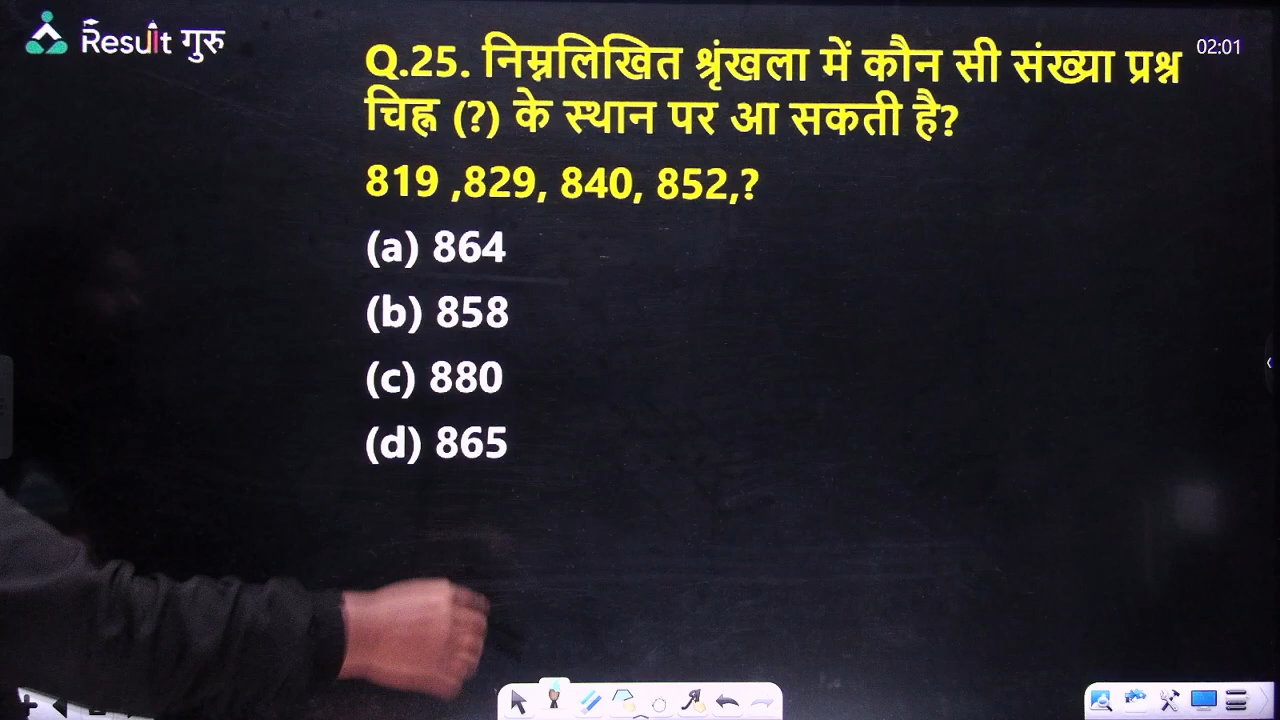 Result गुरु
02:01
Q.25. निम्नलिखित श्रृंखला में कौन सी संख्या प्रश्न
चिह्न (?) के स्थान पर आ सकती है?
819 ,829, 840, 852,?
(a) 864
(b) 858
(c) 880
(d) 865